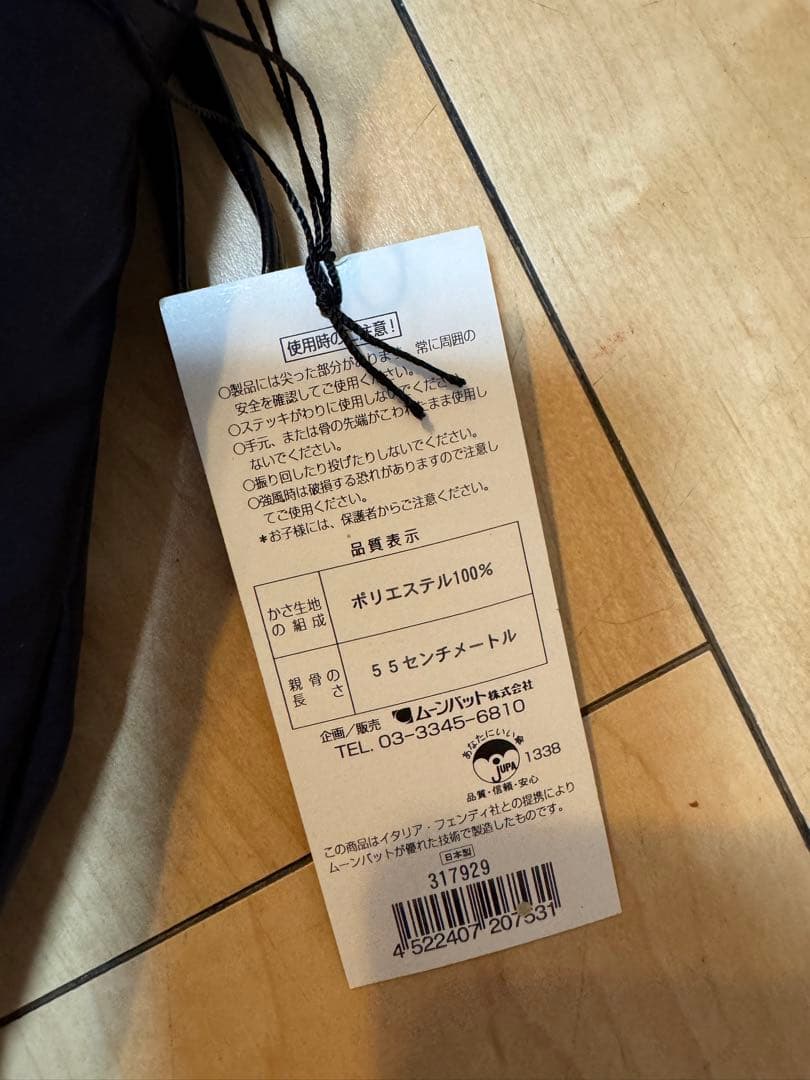 使用時のご注意！
○製品には尖った部分があります。常に周囲の
安全を確認してご使用ください。
○ステッキがわりに使用しないでください。
○手元、または骨の先端がこわれたまま使用し
ないでください。
○振り回したり投げたりしないでください。
○強風時は破損する恐れがありますので注意し
てご使用ください。
＊お子様には、保護者からご注意ください。
品質表示
かさ生地の組成 ポリエステル100%
親骨の長さ 55センチメートル
企画／販売 ムーンバット株式会社
TEL. 03-3345-6810
あなたにいい傘
JUPA 1338
品質・信頼・安心
この商品はイタリア・フェンディ社との提携により
ムーンバットが優れた技術で製造したものです。
日本製
317929
4 522407 207531